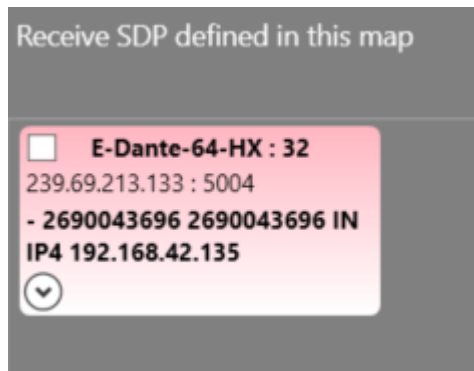 Receive SDP defined in this map
E-Dante-64-HX : 32
239.69.213.133 : 5004
- 2690043696 2690043696 IN
IP4 192.168.42.135